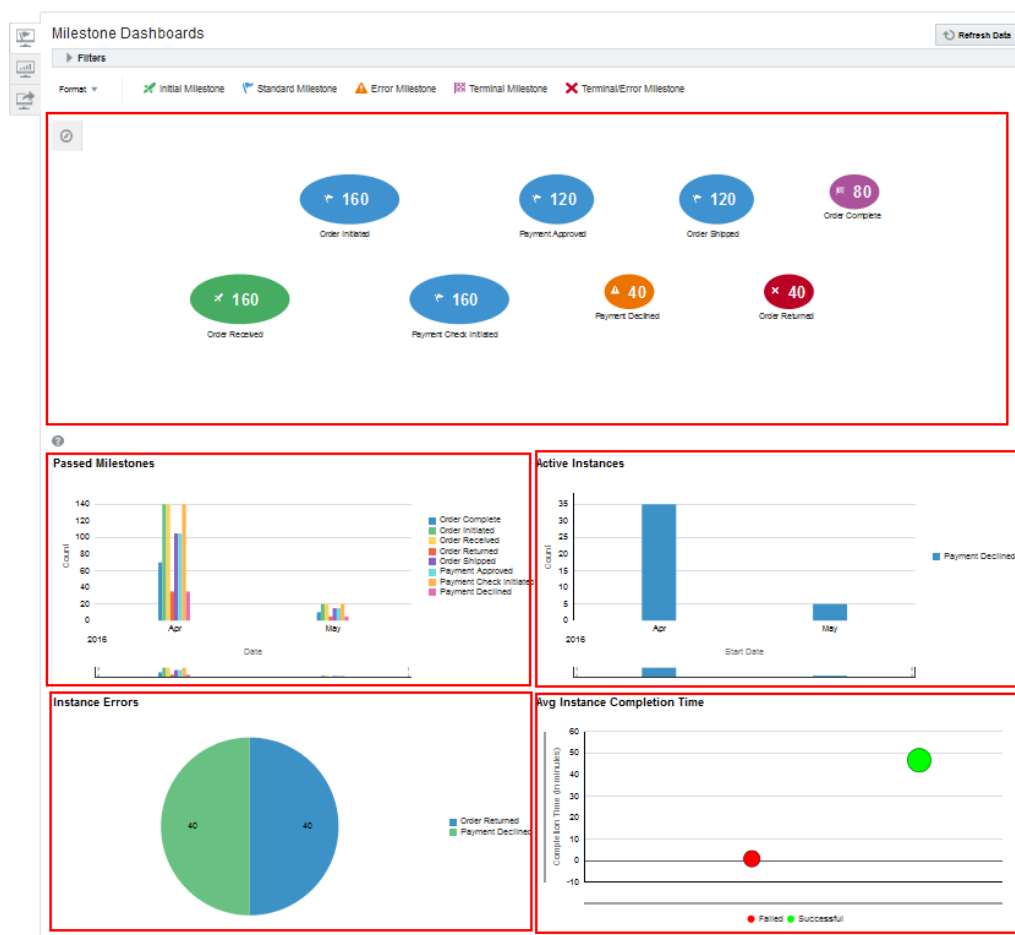 Milestone Dashboards
Refresh Data
Filters
Format
Initial Milestone
Standard Milestone
Error Milestone
Terminal Milestone
Terminal/Error Milestone
160
Order Initiated
120
Payment Approved
120
Order Shipped
80
Order Complete
160
Order Received
160
Payment Check Initiated
40
Payment Declined
40
Order Returned
Passed Milestones
140
120
100
80
60
40
20
0
Count
Apr
May
2016
Date
Order Complete
Order Initiated
Order Received
Order Returned
Order Shipped
Payment Approved
Payment Check Initiated
Payment Declined
Active Instances
35
30
25
20
15
10
5
0
Count
Apr
May
2016
Start Date
Payment Declined
Instance Errors
40
40
Order Returned
Payment Declined
Avg Instance Completion Time
60
50
40
30
20
10
0
-10
Completion Time (In minutes)
Failed
Successful